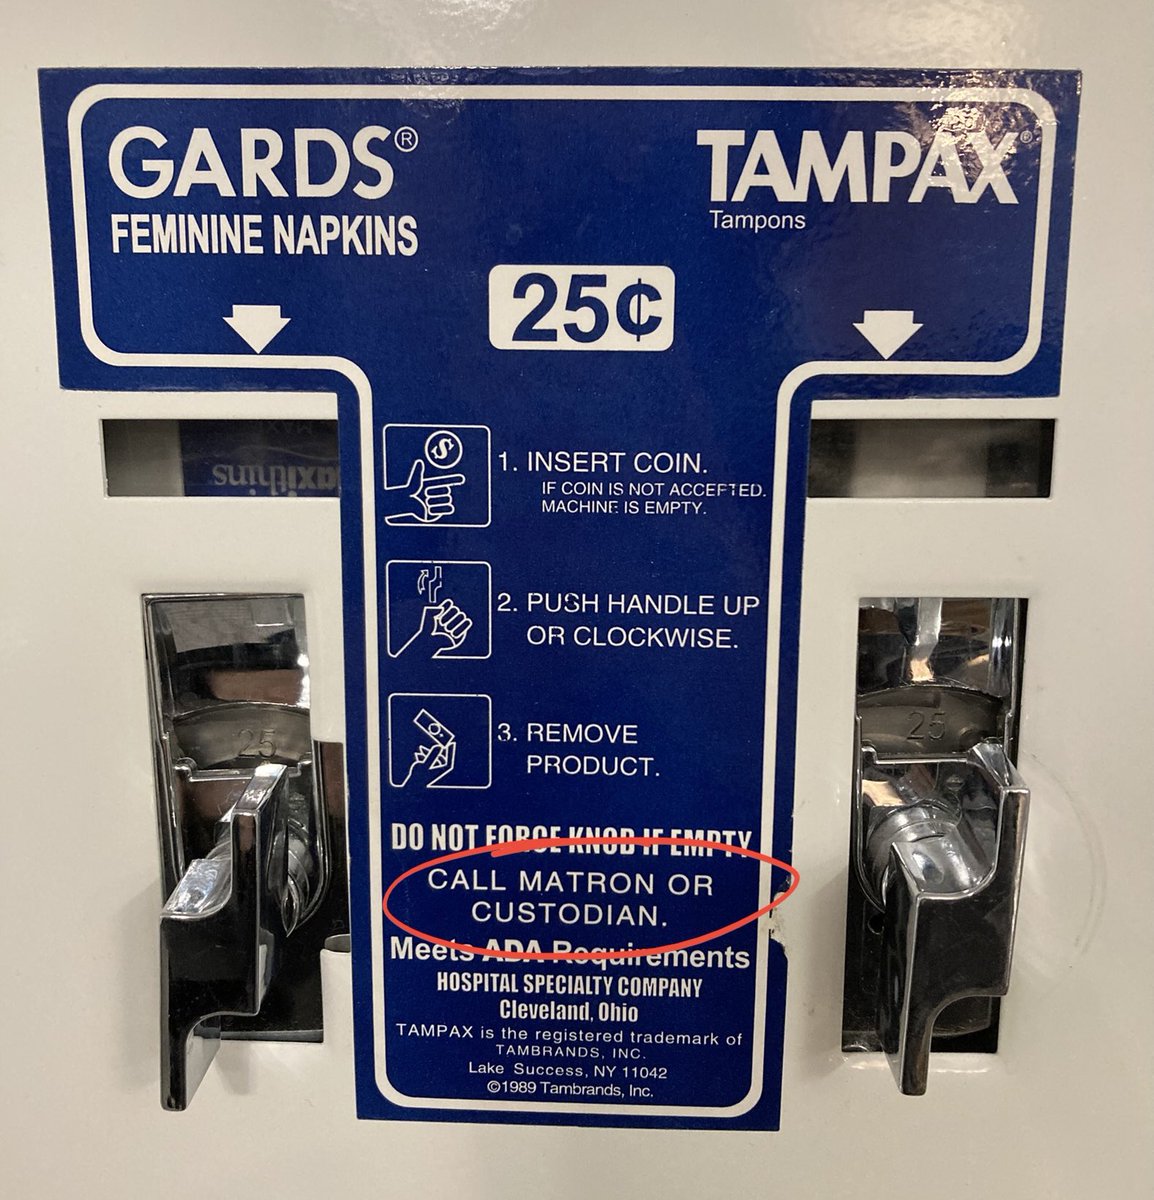 GARDS®
FEMININE NAPKINS
TAMPAX®
Tampons
25¢
1. INSERT COIN.
IF COIN IS NOT ACCEPTED.
MACHINE IS EMPTY.
2. PUSH HANDLE UP
OR CLOCKWISE.
3. REMOVE
PRODUCT.
DO NOT FORCE KNOB IF EMPTY
CALL MATRON OR
CUSTODIAN.
Meets ADA Requirements
HOSPITAL SPECIALTY COMPANY
Cleveland, Ohio
TAMPAX is the registered trademark of
TAMBRANDS, INC.
Lake Success, NY 11042
©1989 Tambrands, Inc.
axithins
25
25